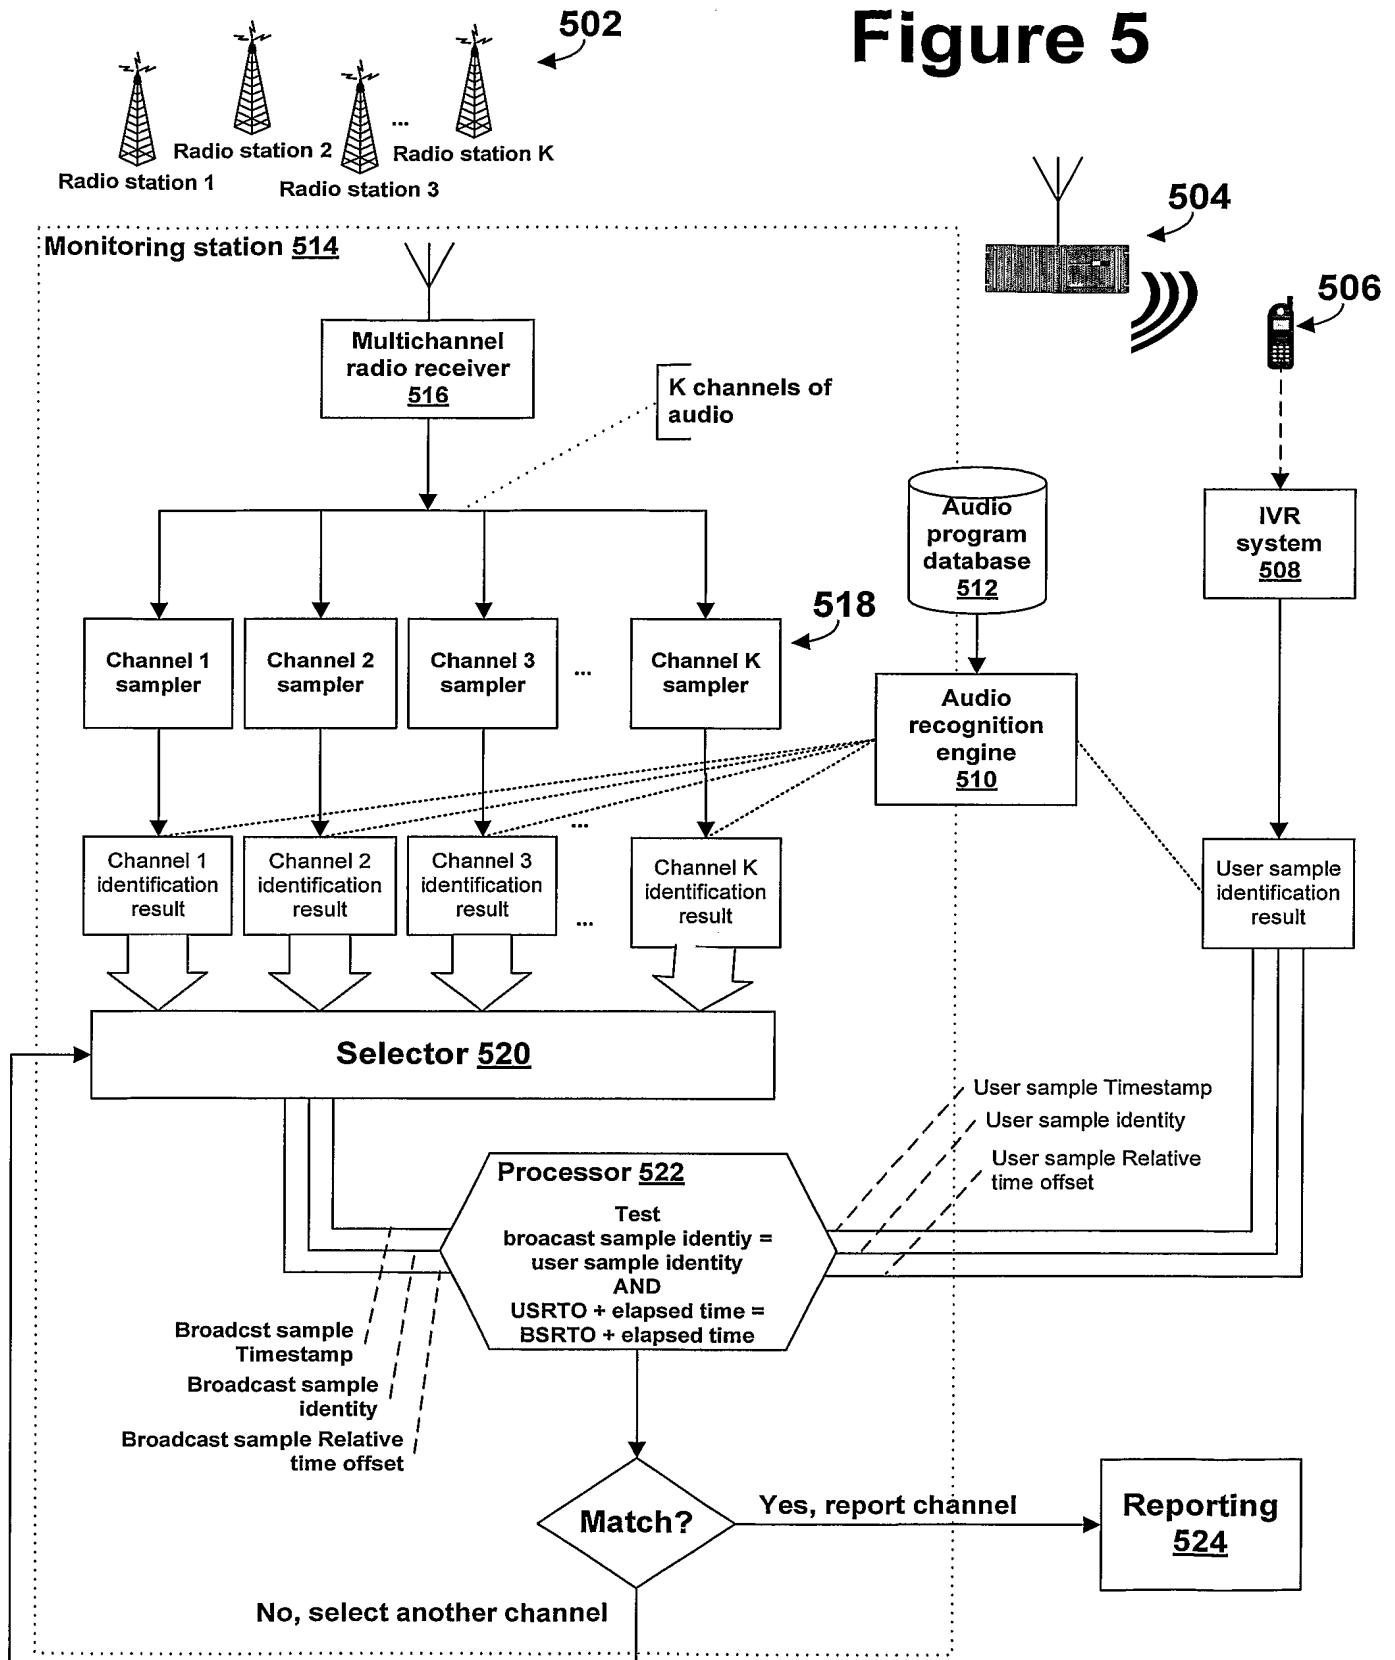 Figure 5
502
Radio station 1
Radio station 2
Radio station 3
...
Radio station K
504
506
Monitoring station 514
Multichannel
radio receiver
516
K channels of
audio
Audio
program
database
512
IVR
system
508
518
Channel 1
sampler
Channel 2
sampler
Channel 3
sampler
...
Channel K
sampler
Audio
recognition
engine
510
...
Channel 1
identification
result
Channel 2
identification
result
Channel 3
identification
result
...
Channel K
identification
result
User sample
identification
result
Selector 520
User sample Timestamp
User sample identity
User sample Relative
time offset
Processor 522
Test
broacast sample identiy =
user sample identity
AND
USRTO + elapsed time =
BSRTO + elapsed time
Broadcst sample
Timestamp
Broadcast sample
identity
Broadcast sample Relative
time offset
Match?
Yes, report channel
Reporting
524
No, select another channel